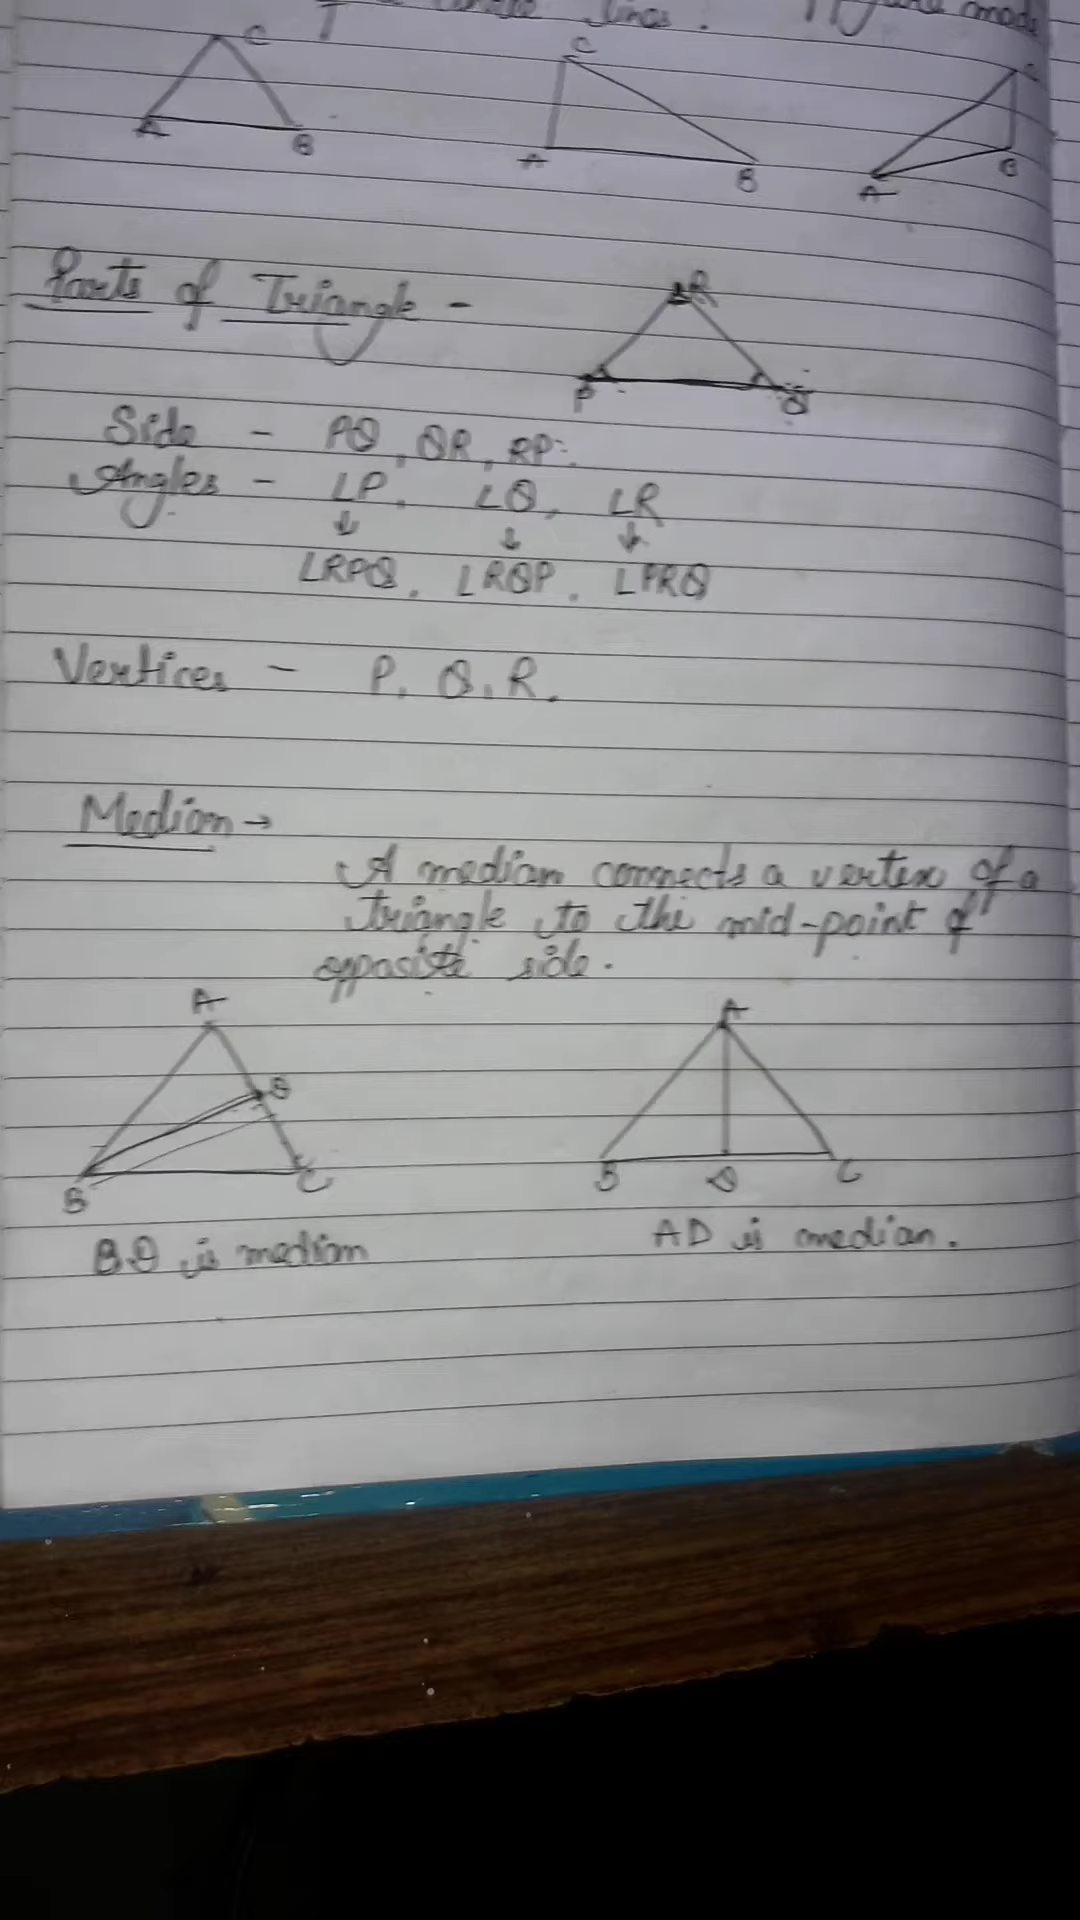 lines.
C
A
B
C
A
B
A
B
Parts of Triangle -
R
P
Q
Side - PQ, QR, RP
Angles - ∠P, ∠Q, ∠R
↓ ↓ ↓
∠RPQ, ∠RQP, ∠PRQ
Vertices - P, Q, R.
Median →
A median connects a vertex of a
triangle to the mid-point of
opposite side.
A
B
C
A
B
D
C
is median
AD is median.